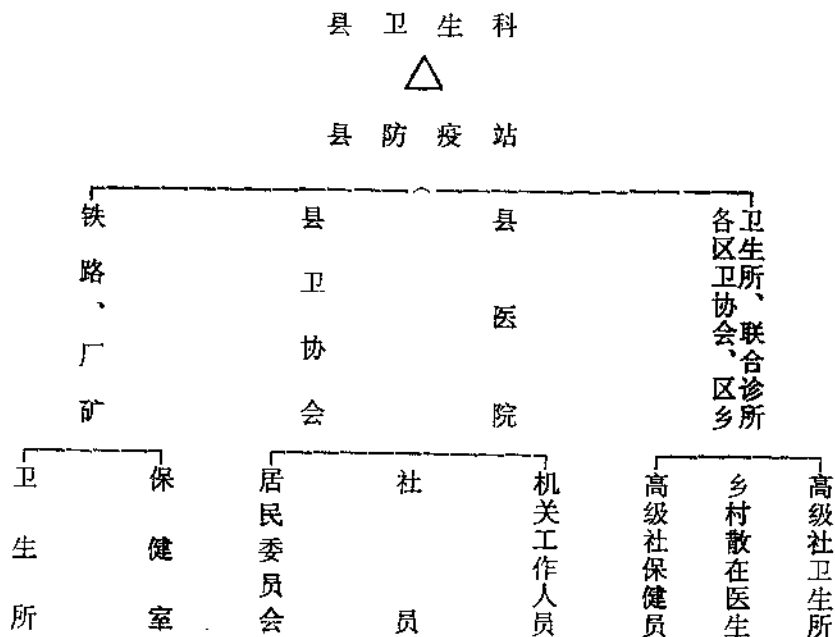 县卫生科
县防疫站
铁路、厂矿
县卫协会
县医院
各区卫协会、区乡
卫生所、联合诊所
卫生所
保健室
居民委员会
社员
机关工作人员
高级社保健员
乡村散在医生
高级社卫生所